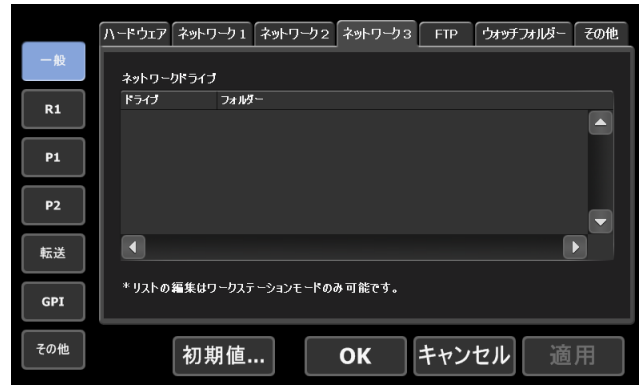 ハードウェア ネットワーク1 ネットワーク2 ネットワーク3 FTP ウォッチフォルダー その他
一般
R1
P1
P2
転送
GPI
その他
ネットワークドライブ
ドライブ フォルダー
*リストの編集はワークステーションモードのみ可能です。
初期値... OK キャンセル 適用